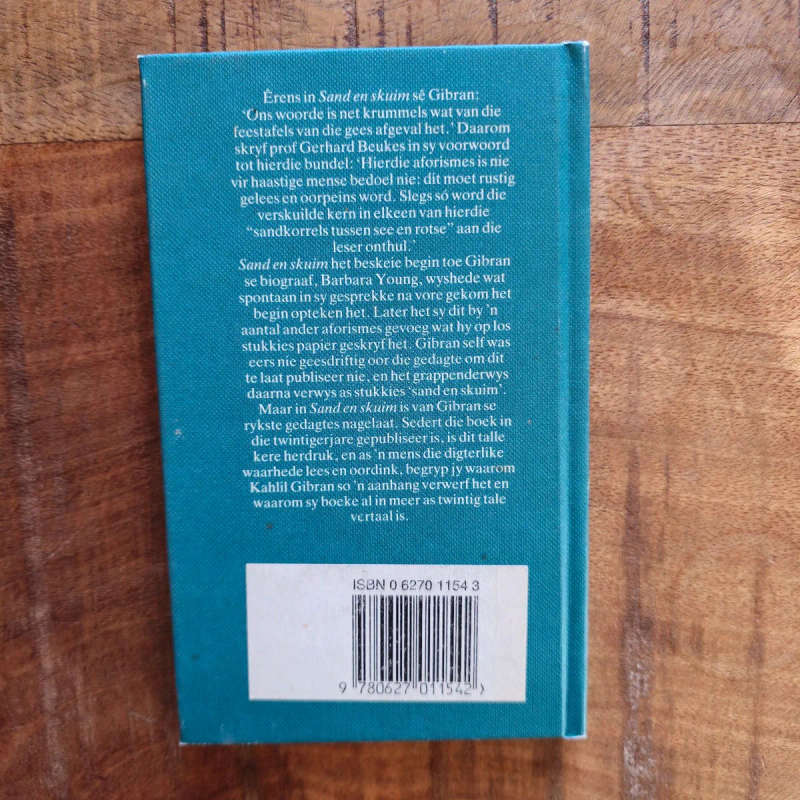 Êrens in Sand en skuim sê Gibran:
‘Ons woorde is net krummels wat van die
feestafels van die gees afgeval het.’ Daarom
skryf prof Gerhard Beukes in sy voorwoord
tot hierdie bundel: ‘Hierdie aforismes is nie
vir haastige mense bedoel nie: dit moet rustig
gelees en oorpeins word. Slegs só word die
verskuilde kern in elkeen van hierdie
“sandkorrels tussen see en rotse” aan die
leser onthul.’
Sand en skuim het beskeie begin toe Gibran
se biograaf, Barbara Young, wyshede wat
spontaan in sy gesprekke na vore gekom het
begin opteken het. Later het sy dit by ’n
aantal ander aforismes gevoeg wat hy op los
stukkies papier geskryf het. Gibran self was
eers nie geesdriftig oor die gedagte om dit
te laat publiseer nie, en het grappenderwys
daarna verwys as stukkies ‘sand en skuim’.
Maar in Sand en skuim is van Gibran se
rykste gedagtes nagelaat. Sedert die boek in
die twintigerjare gepubliseer is, is dit talle
kere herdruk, en as ’n mens die digterlike
waarhede lees en oordink, begryp jy waarom
Kahlil Gibran so ’n aanhang verwerf het en
waarom sy boeke al in meer as twintig tale
vertaal is.
ISBN 0 6270 1154 3
9 780627 011542 >